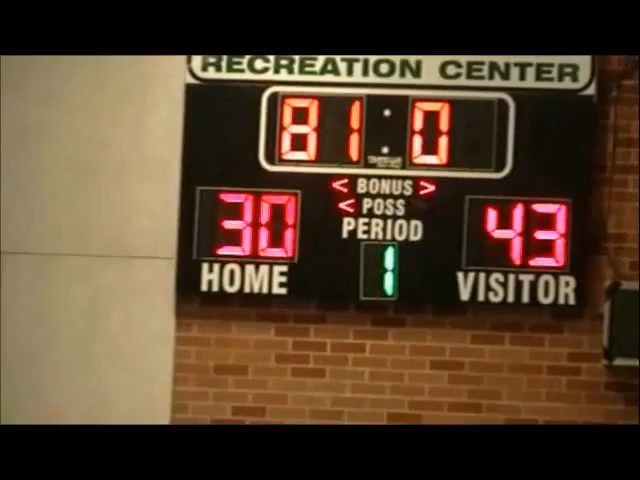 RECREATION CENTER
81:0
< BONUS >
< POSS
PERIOD
30 1 43
HOME VISITOR